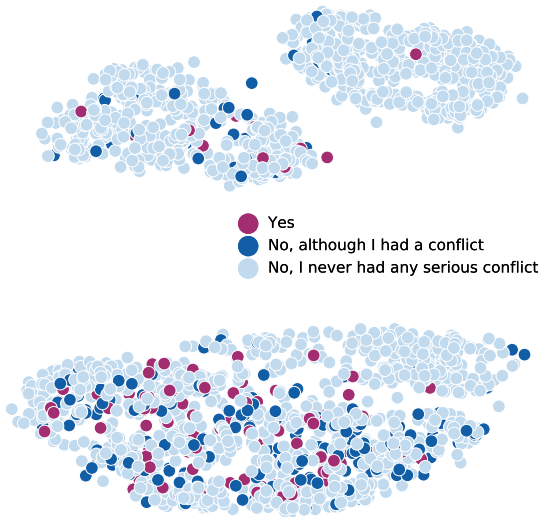 Yes
No, although I had a conflict
No, I never had any serious conflict